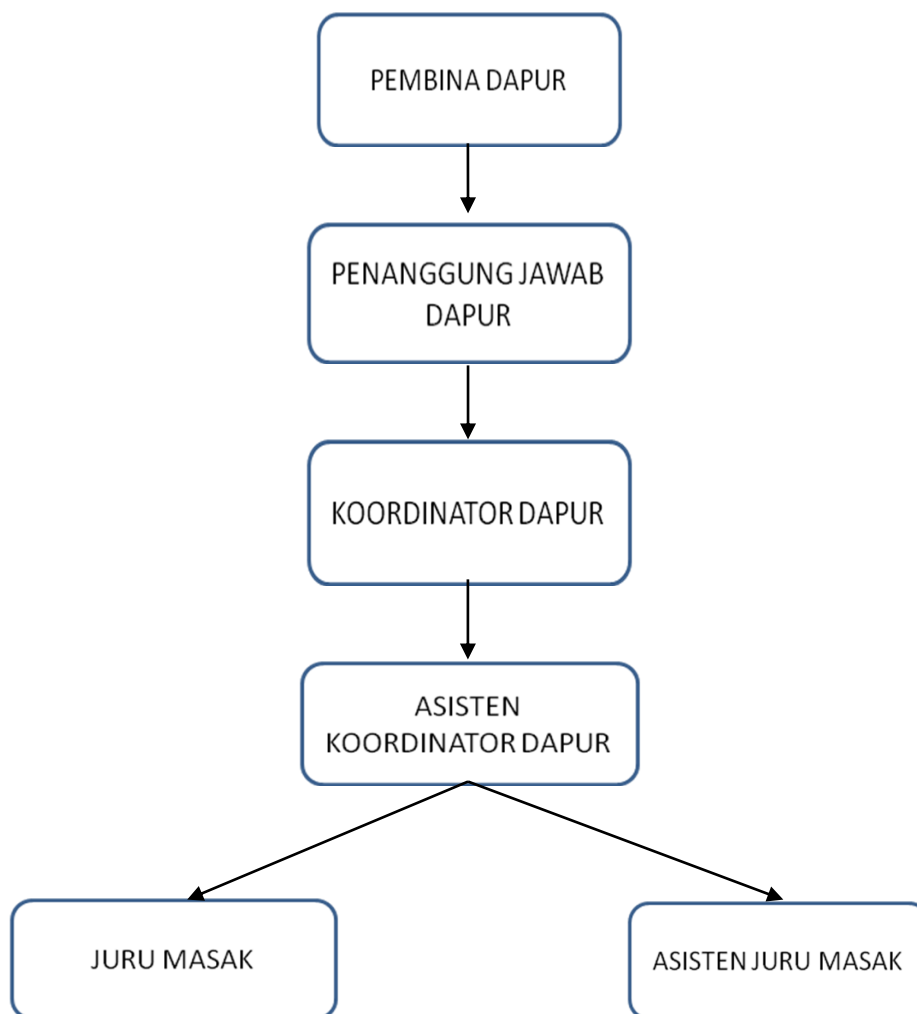 PEMBINA DAPUR
PENANGGUNG JAWAB
DAPUR
KOORDINATOR DAPUR
ASISTEN
KOORDINATOR DAPUR
JURU MASAK
ASISTEN JURU MASAK